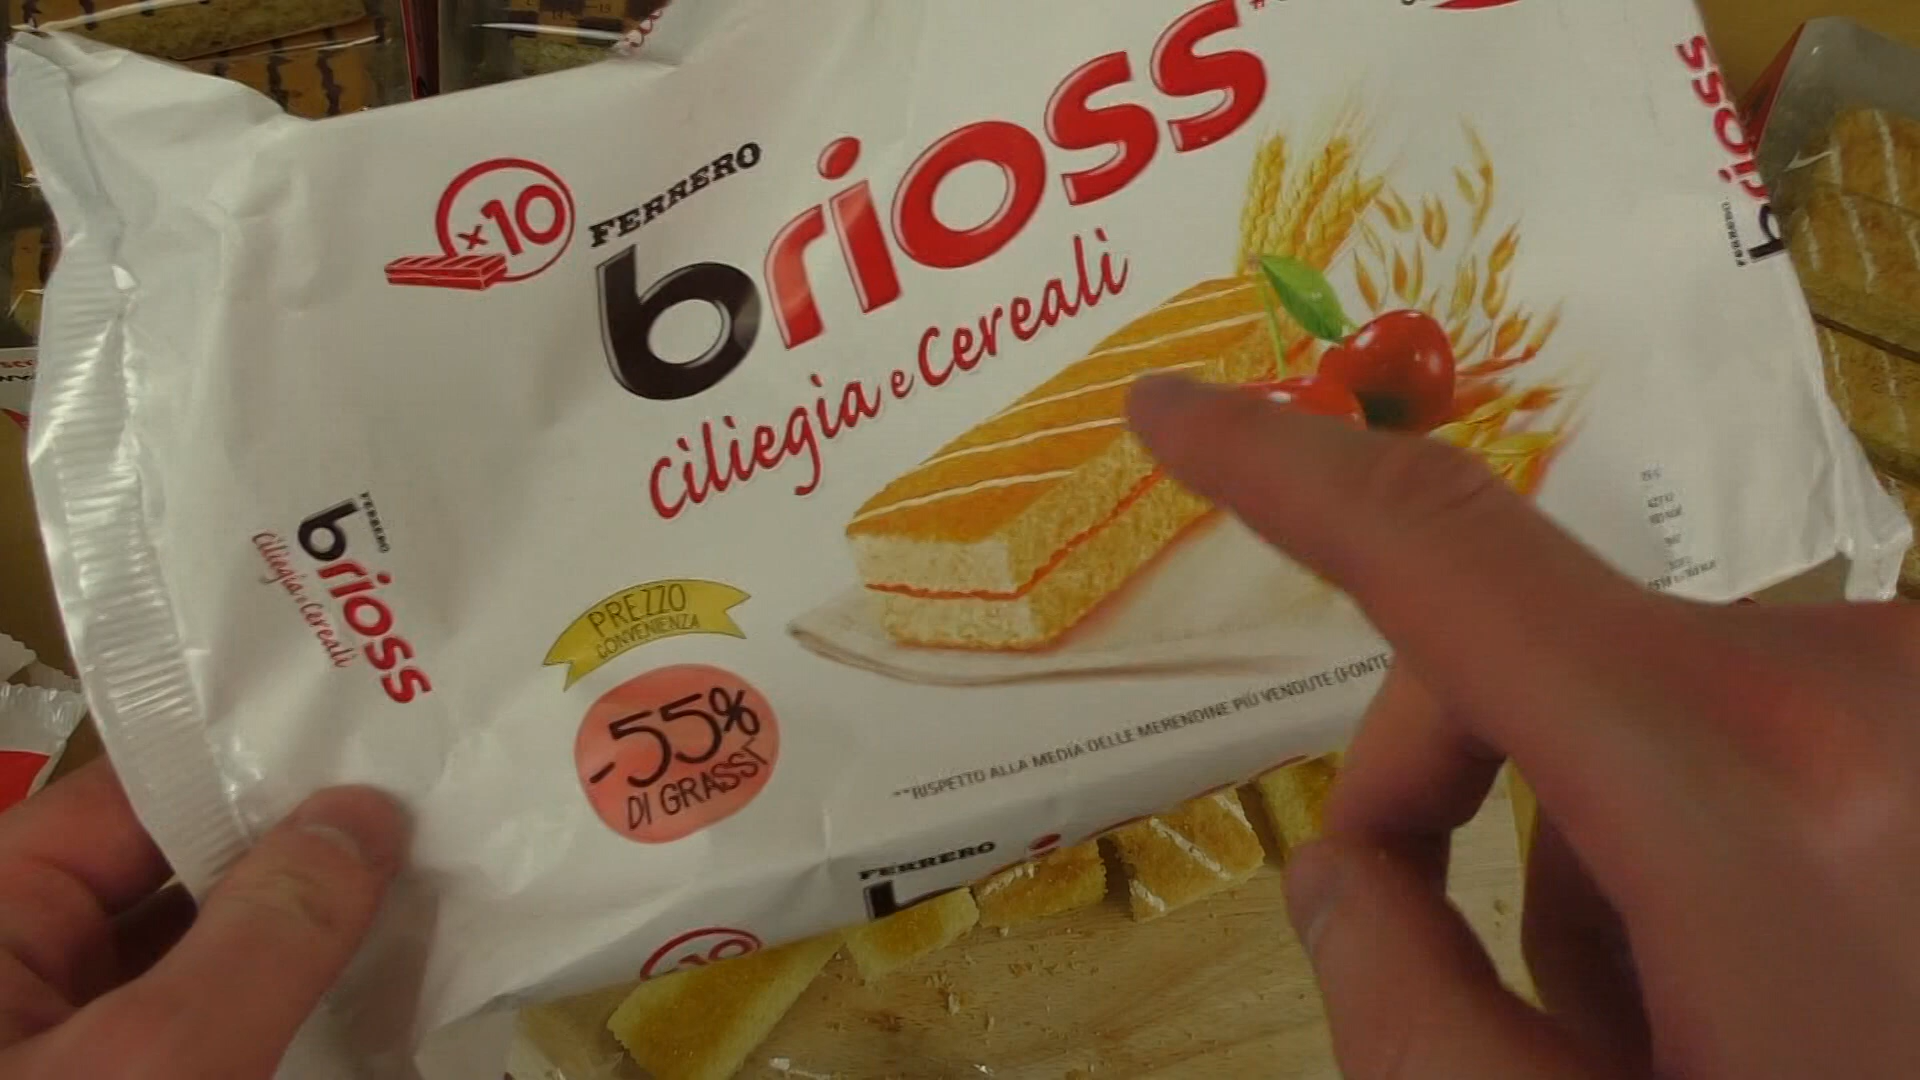 x10
FERRERO
brioss
ciliegia e cereali
PREZZO
CONVENIENZA
-55%
DI GRASSI
**RISPETTO ALLA MEDIA DELLE MERENDINE PIÙ VENDUTE (FONTE
FERRERO
brioss
ciliegia e cereali
FERRERO
brioss
FERRERO
b
x10